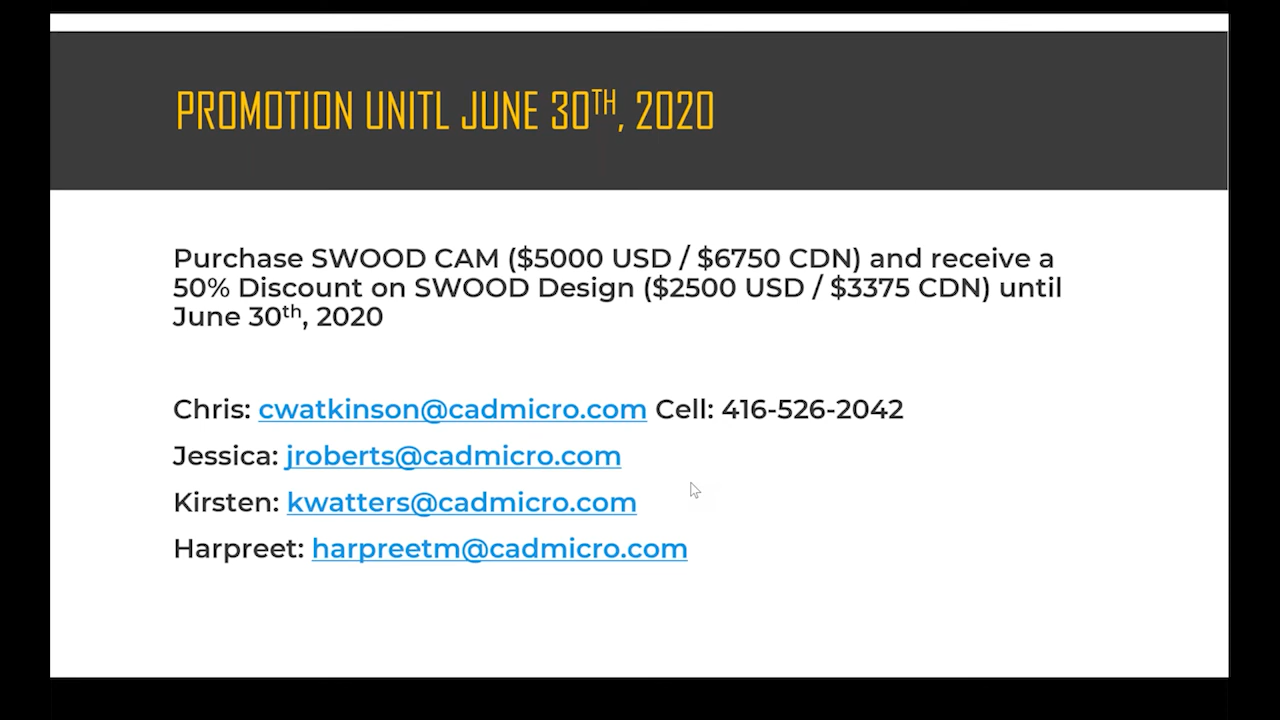 PROMOTION UNITL JUNE 30TH, 2020
Purchase SWOOD CAM ($5000 USD / $6750 CDN) and receive a
50% Discount on SWOOD Design ($2500 USD / $3375 CDN) until
June 30th, 2020
Chris: cwatkinson@cadmicro.com Cell: 416-526-2042
Jessica: jroberts@cadmicro.com
Kirsten: kwatters@cadmicro.com
Harpreet: harpreetm@cadmicro.com